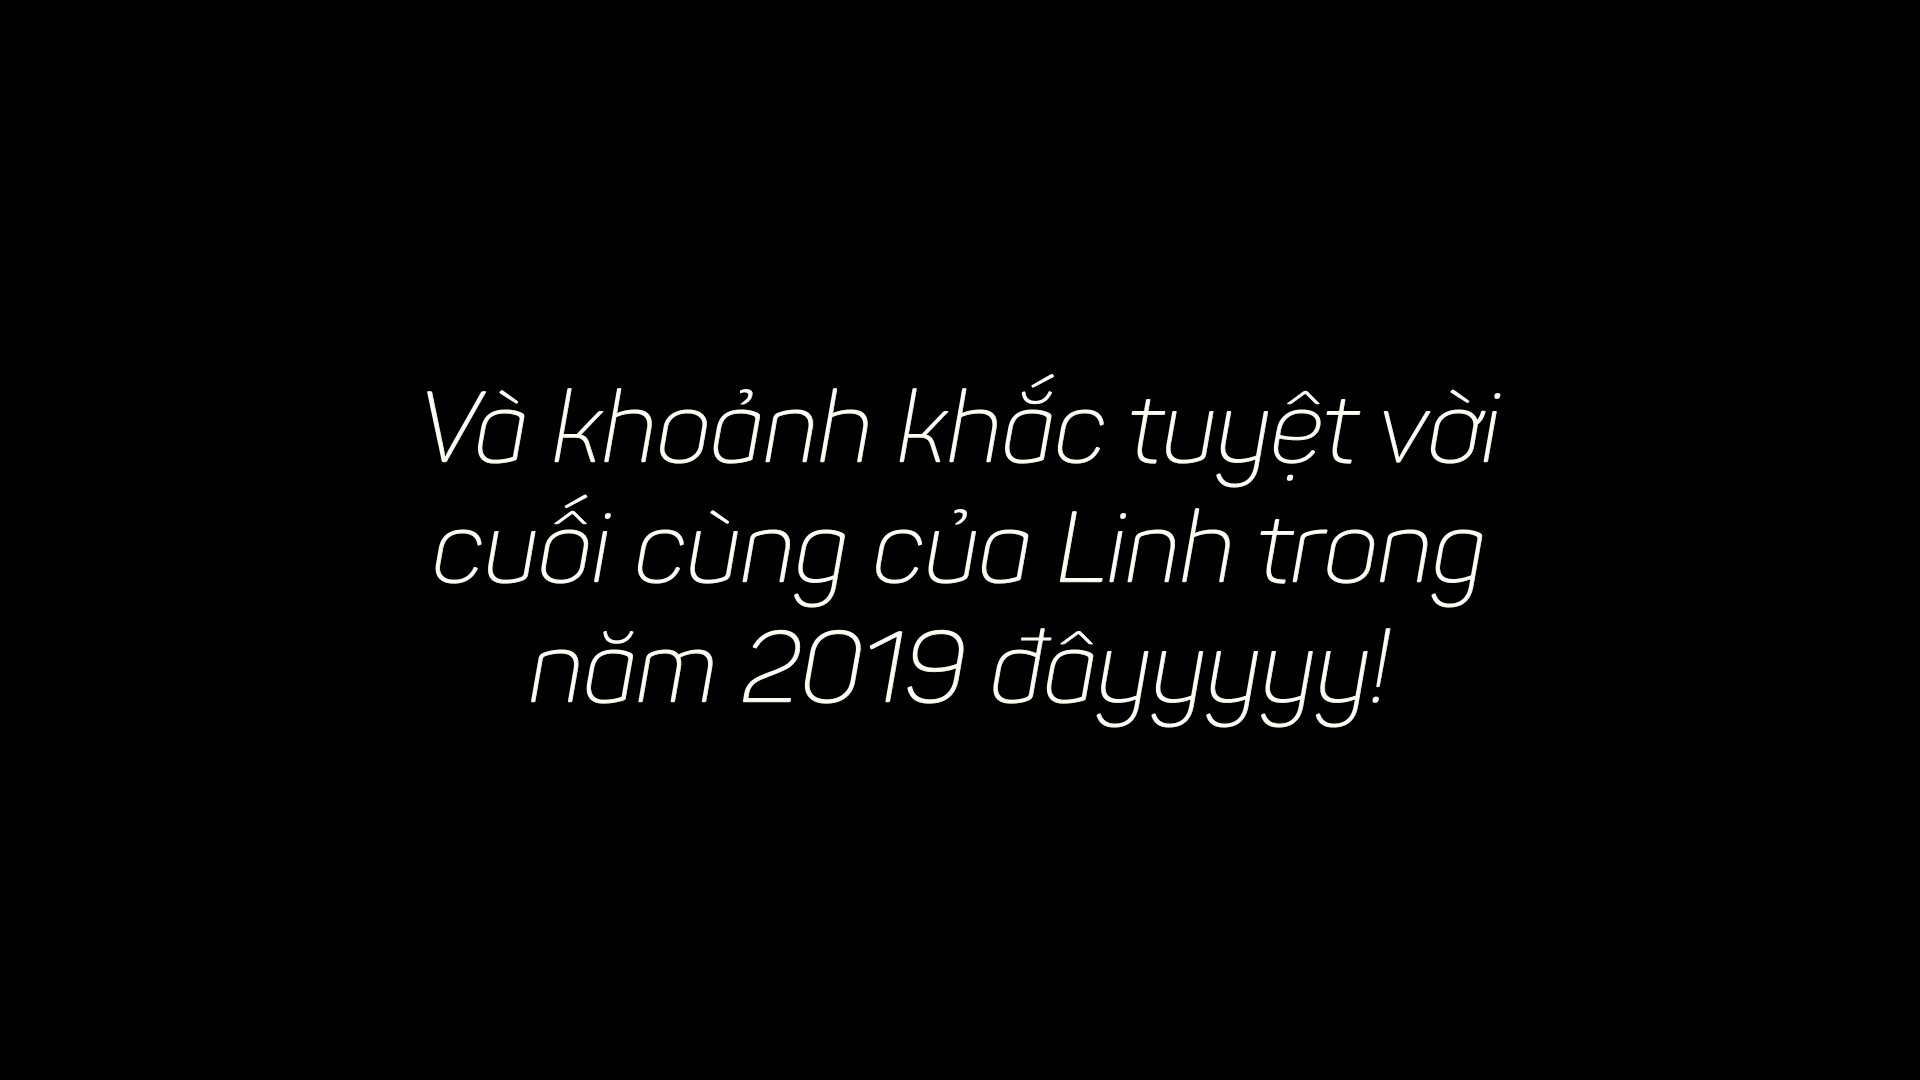 Và khoảnh khắc tuyệt vời
cuối cùng của Linh trong
năm 2019 đâyyyyy!